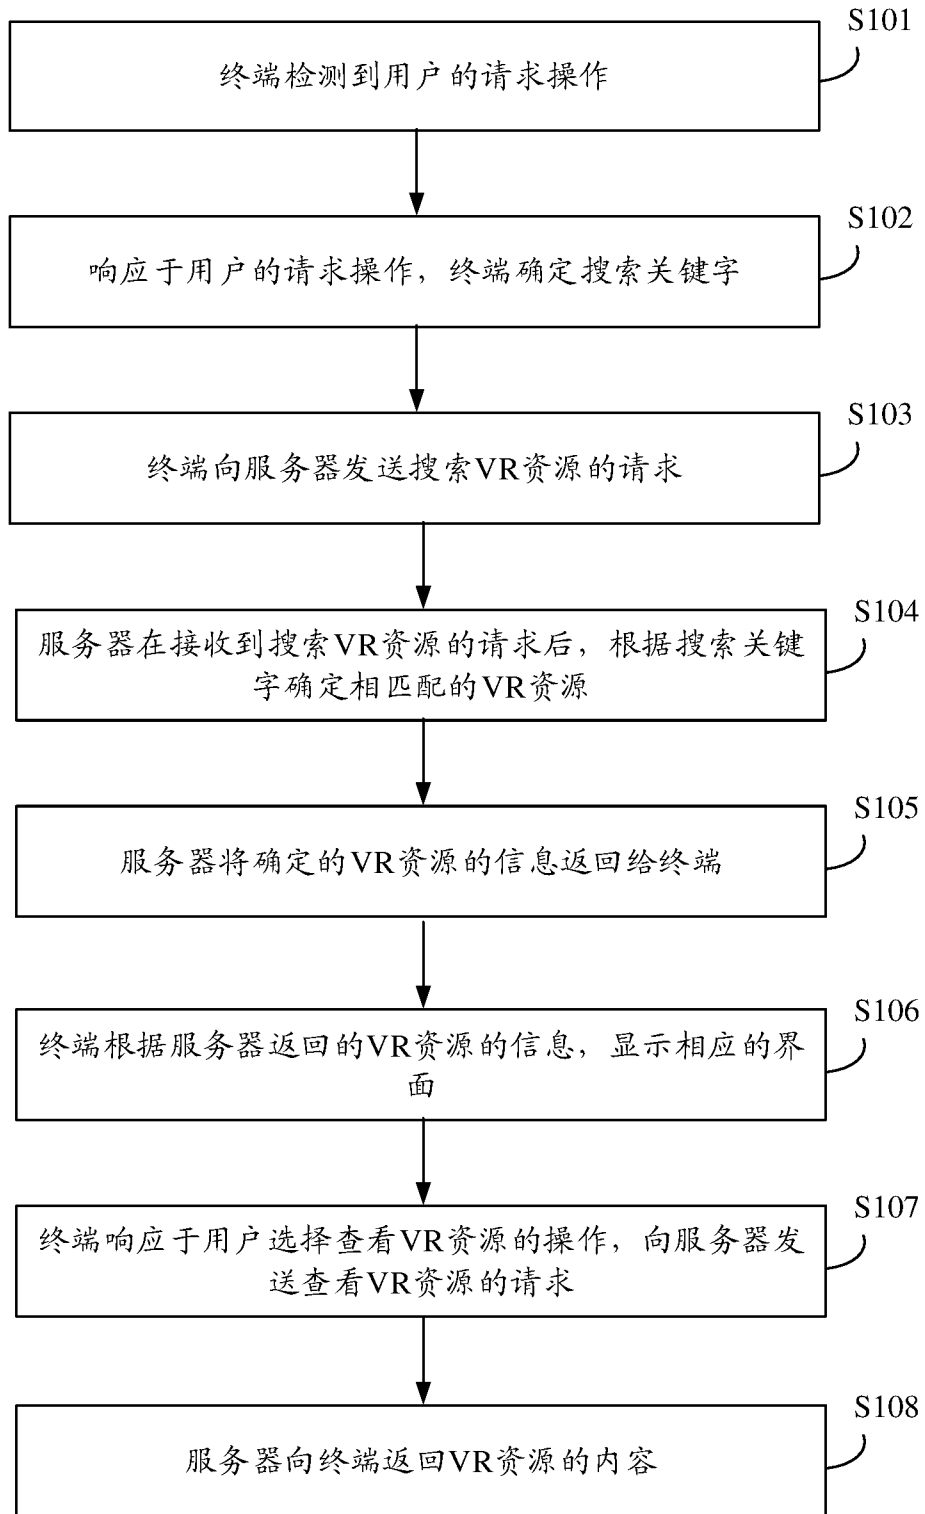 S101
终端检测到用户的请求操作
S102
响应于用户的请求操作，终端确定搜索关键字
S103
终端向服务器发送搜索VR资源的请求
S104
服务器在接收到搜索VR资源的请求后，根据搜索关键
字确定相匹配的VR资源
S105
服务器将确定的VR资源的信息返回给终端
S106
终端根据服务器返回的VR资源的信息，显示相应的界
面
S107
终端响应于用户选择查看VR资源的操作，向服务器发
送查看VR资源的请求
S108
服务器向终端返回VR资源的内容